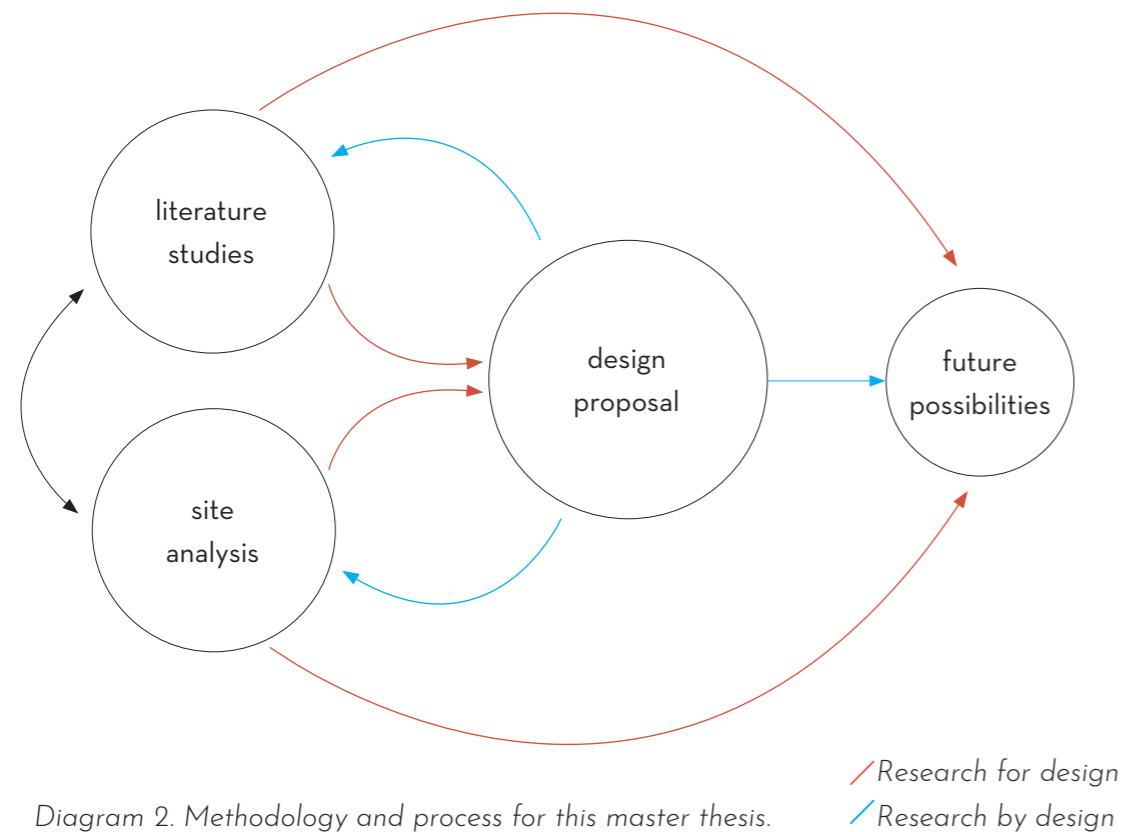 literature
studies
design
proposal
future
possibilities
site
analysis
Research for design
Diagram 2. Methodology and process for this master thesis.
Research by design